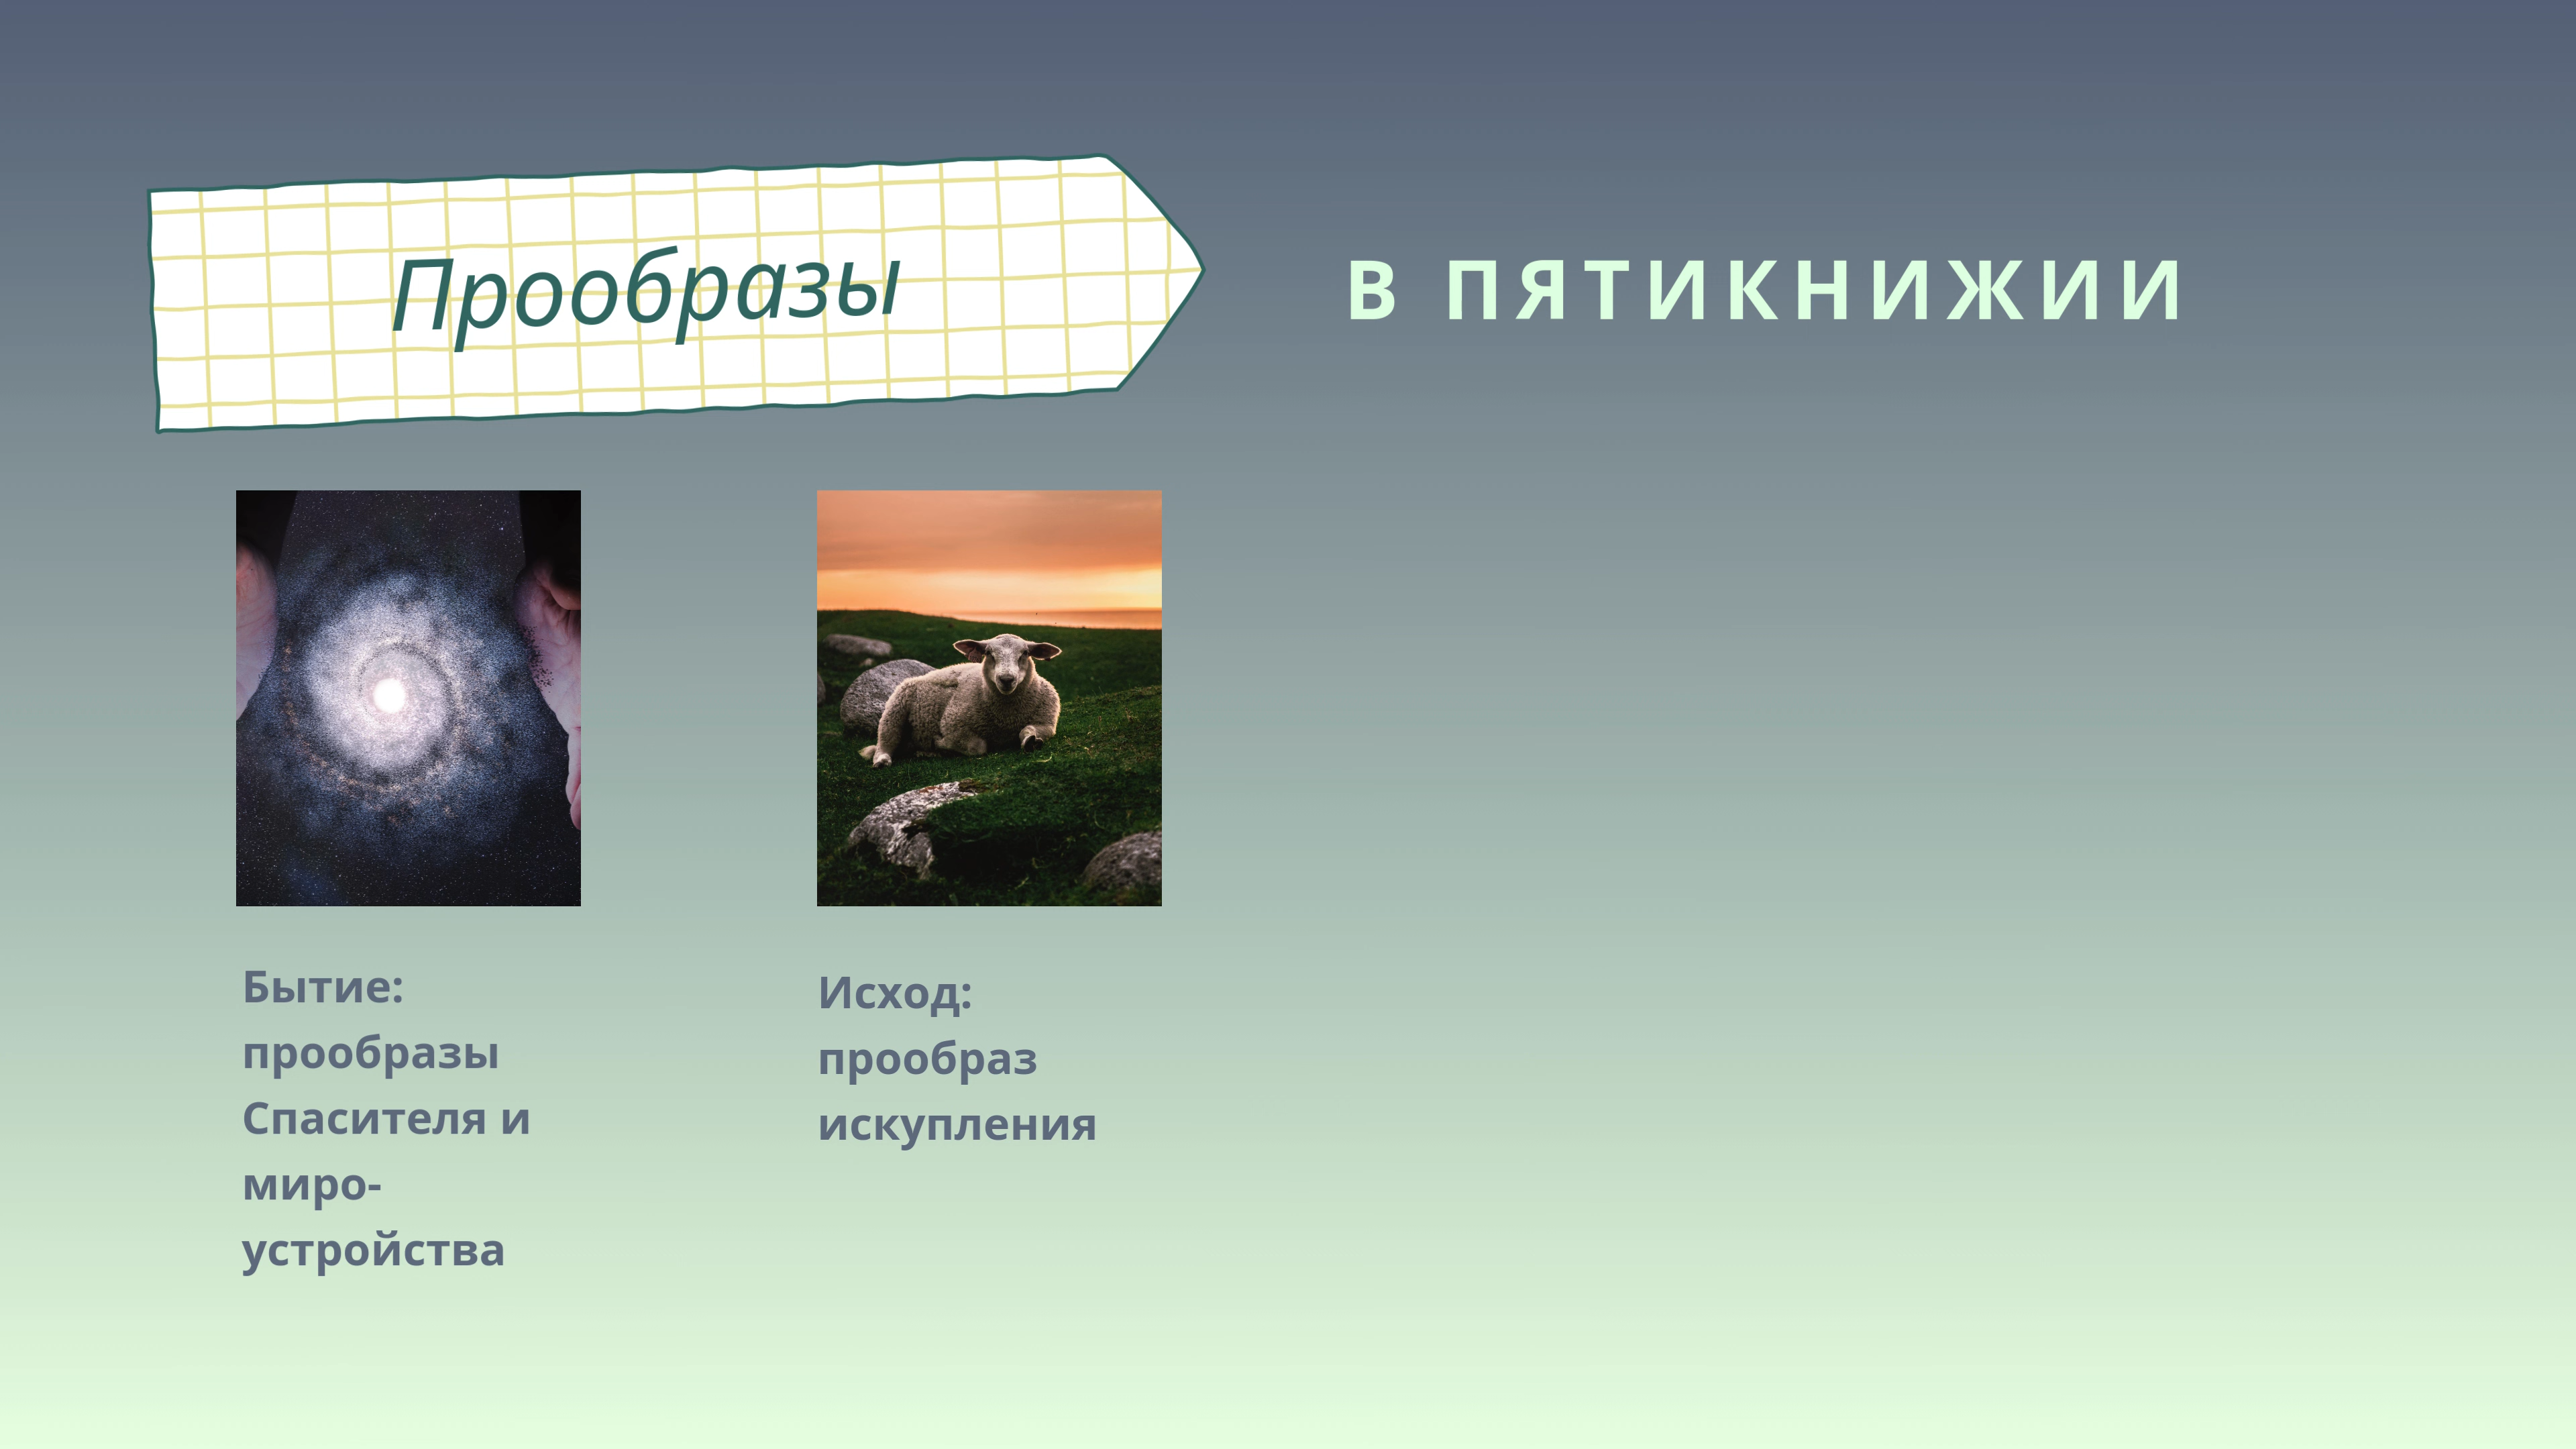 Прообразы
В ПЯТИКНИЖИИ
Бытие:
прообразы
Спасителя и
миро-
устройства
Исход:
прообраз
искупления